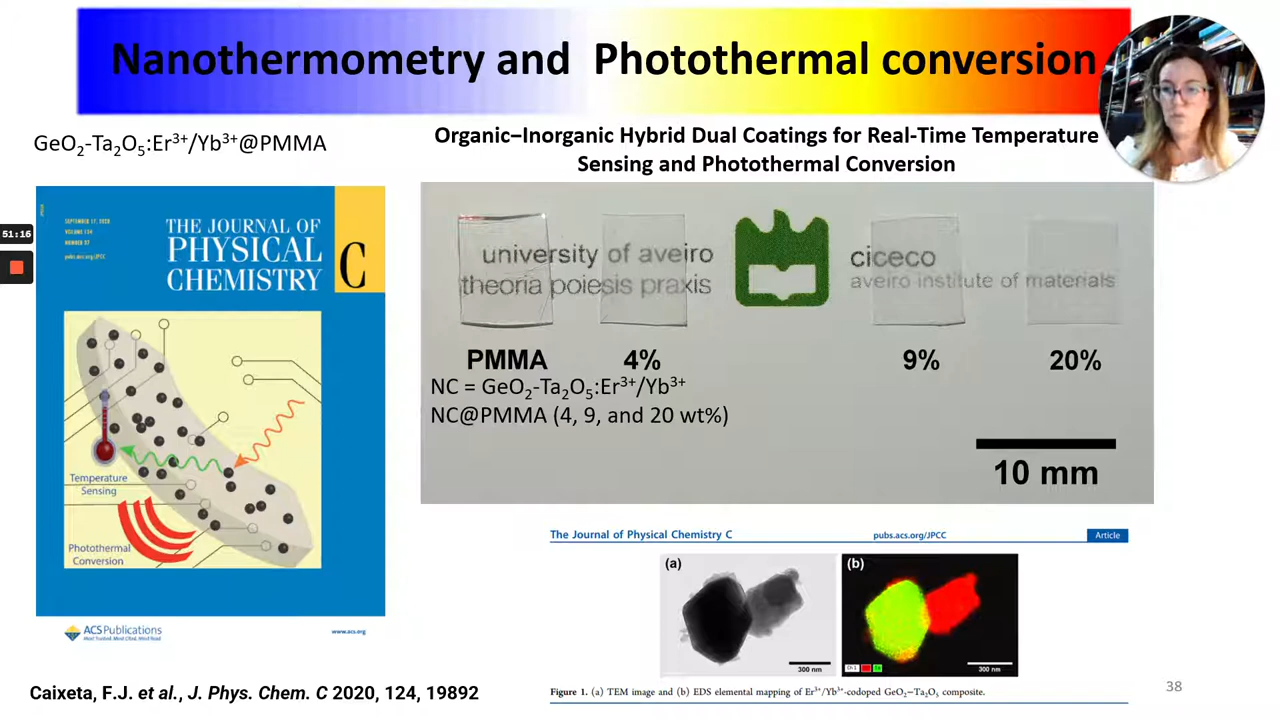 Nanothermometry and Photothermal conversion
GeO2-Ta2O5:Er3+/Yb3+@PMMA
Organic–Inorganic Hybrid Dual Coatings for Real-Time Temperature
Sensing and Photothermal Conversion
51:16
SEPTEMBER 17, 2020
VOLUME 124
NUMBER 37
pubs.acs.org/JPCC
THE JOURNAL OF
PHYSICAL
CHEMISTRY
C
Temperature
Sensing
Photothermal
Conversion
ACS Publications
Most Trusted. Most Cited. Most Read.
www.acs.org
university of aveiro
theoria poiesis praxis
ciceco
aveiro institute of materials
PMMA
4%
9%
20%
NC = GeO2-Ta2O5:Er3+/Yb3+
NC@PMMA (4, 9, and 20 wt%)
10 mm
The Journal of Physical Chemistry C
pubs.acs.org/JPCC
Article
(a)
300 nm
(b)
300 nm
Figure 1. (a) TEM image and (b) EDS elemental mapping of Er3+/Yb3+-codoped GeO2−Ta2O5 composite.
Caixeta, F.J. et al., J. Phys. Chem. C 2020, 124, 19892
38